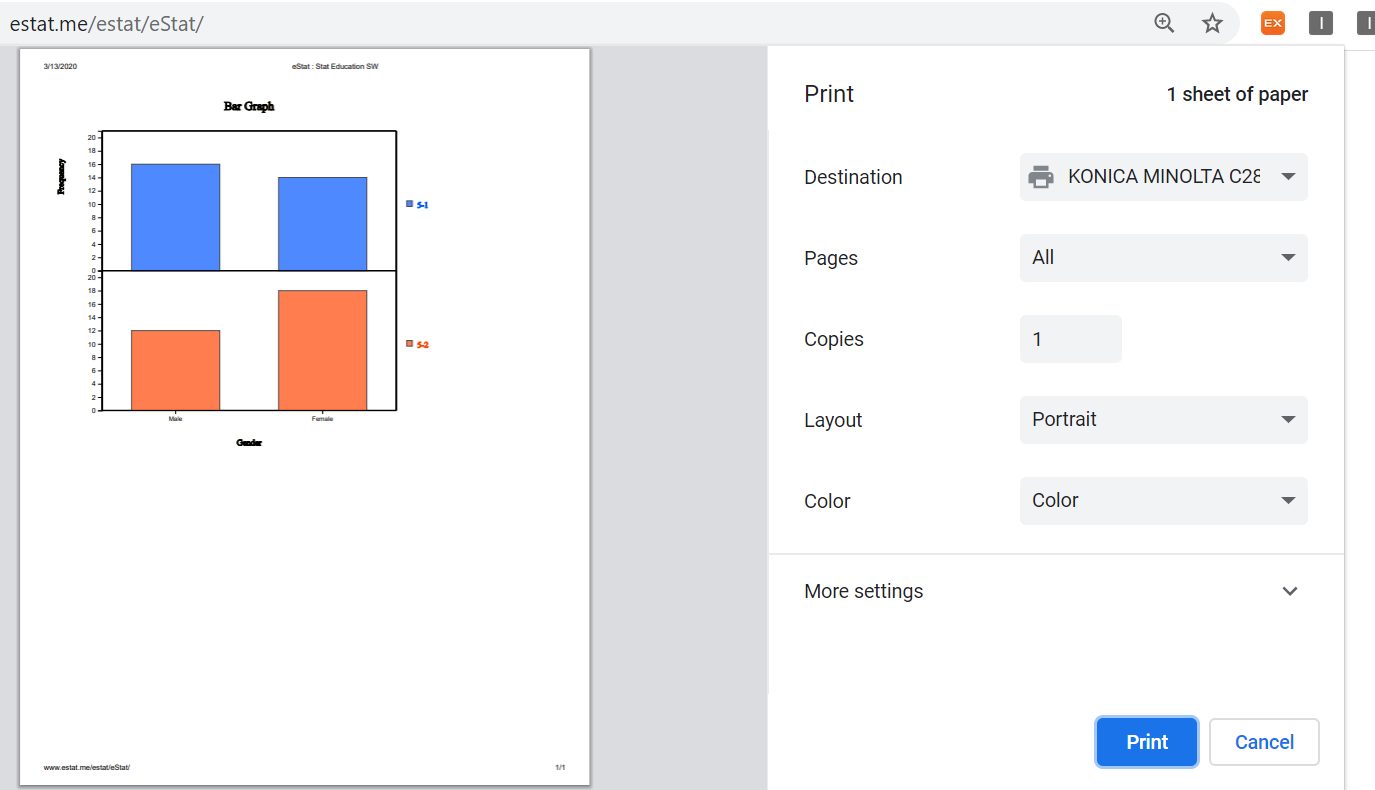 estat.me/estat/eStat/
EX
I
I
3/13/2020
eStat : Stat Education SW
Bar Graph
Frequency
20
18
16
14
12
10
8
6
4
2
0
5-1
20
18
16
14
12
10
8
6
4
2
0
5-2
Male
Female
Gender
www.estat.me/estat/eStat/
1/1
Print
1 sheet of paper
Destination
KONICA MINOLTA C28
Pages
All
Copies
1
Layout
Portrait
Color
Color
More settings
Print
Cancel